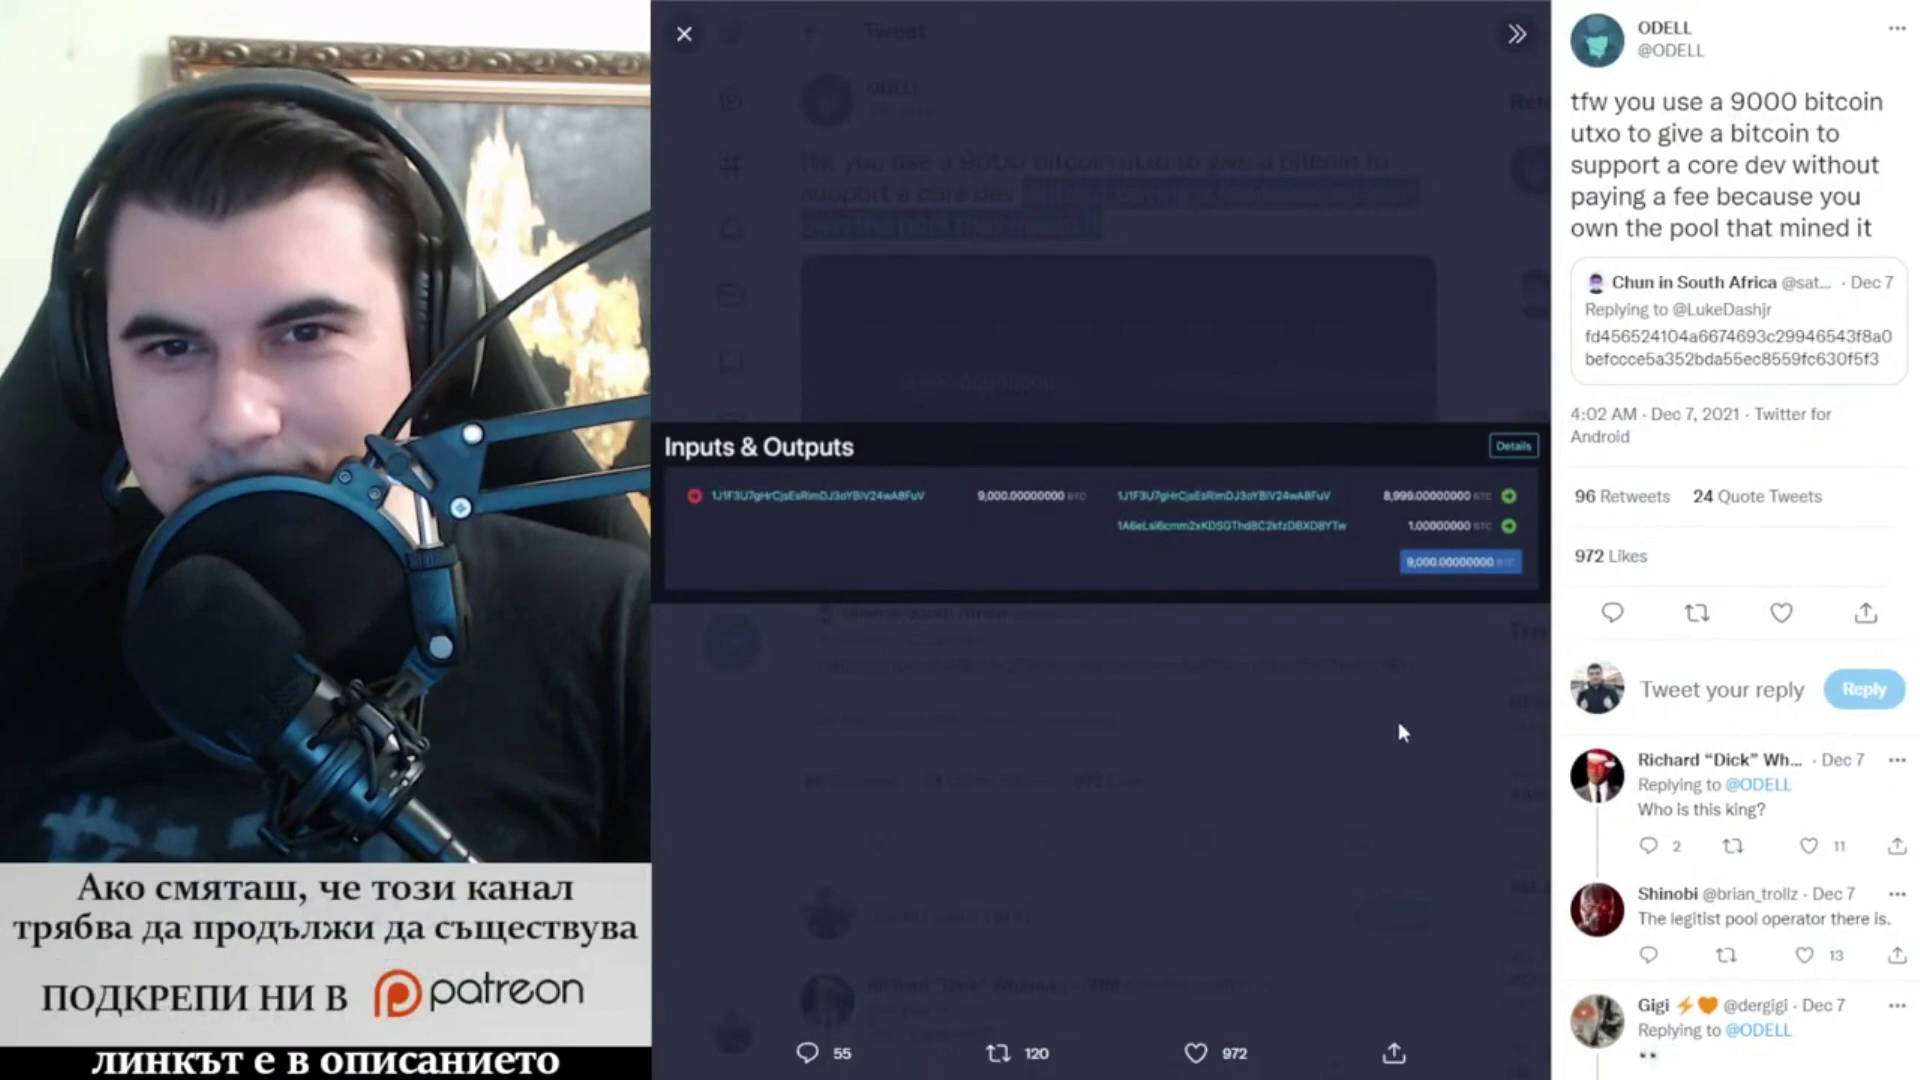 Ако смяташ, че този канал
трябва да продължи да съществува
ПОДКРЕПИ НИ В patreon
линкът е в описанието
Tweet
ODELL
Inputs & Outputs
Details
9,000.00000000 BTC
8,999.00000000 BTC
1.00000000 BTC
9,000.00000000 BTC
55
120
972
ODELL
@ODELL
tfw you use a 9000 bitcoin
utxo to give a bitcoin to
support a core dev without
paying a fee because you
own the pool that mined it
Chun in South Africa @sat... · Dec 7
Replying to @LukeDashjr
fd456524104a6674693c29946543f8a0
befccce5a352bda55ec8559fc630f5f3
4:02 AM · Dec 7, 2021 · Twitter for
Android
96 Retweets 24 Quote Tweets
972 Likes
Tweet your reply
Reply
Richard “Dick” Wh... · Dec 7
Replying to @ODELL
Who is this king?
2
11
Shinobi @brian_trollz · Dec 7
The legitist pool operator there is.
13
Gigi ⚡🧡 @dergigi · Dec 7
Replying to @ODELL
👀